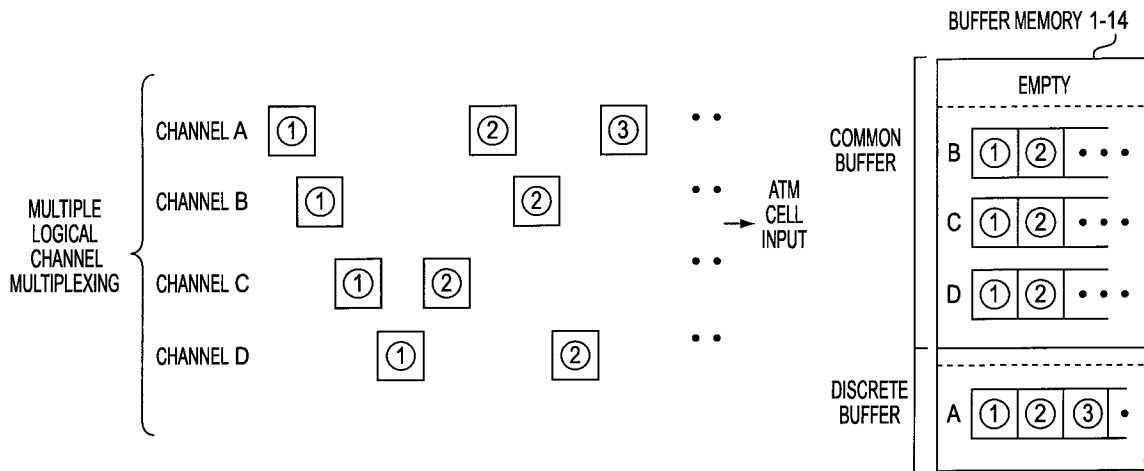 BUFFER MEMORY 1-14
EMPTY
CHANNEL A ① ② ③ • •
COMMON
BUFFER
B ① ② • • •
CHANNEL B ① ② • •
MULTIPLE
LOGICAL
CHANNEL
MULTIPLEXING
ATM
CELL
INPUT
C ① ② • • •
CHANNEL C ① ② • •
D ① ② • • •
CHANNEL D ① ② • •
DISCRETE
BUFFER
A ① ② ③ •